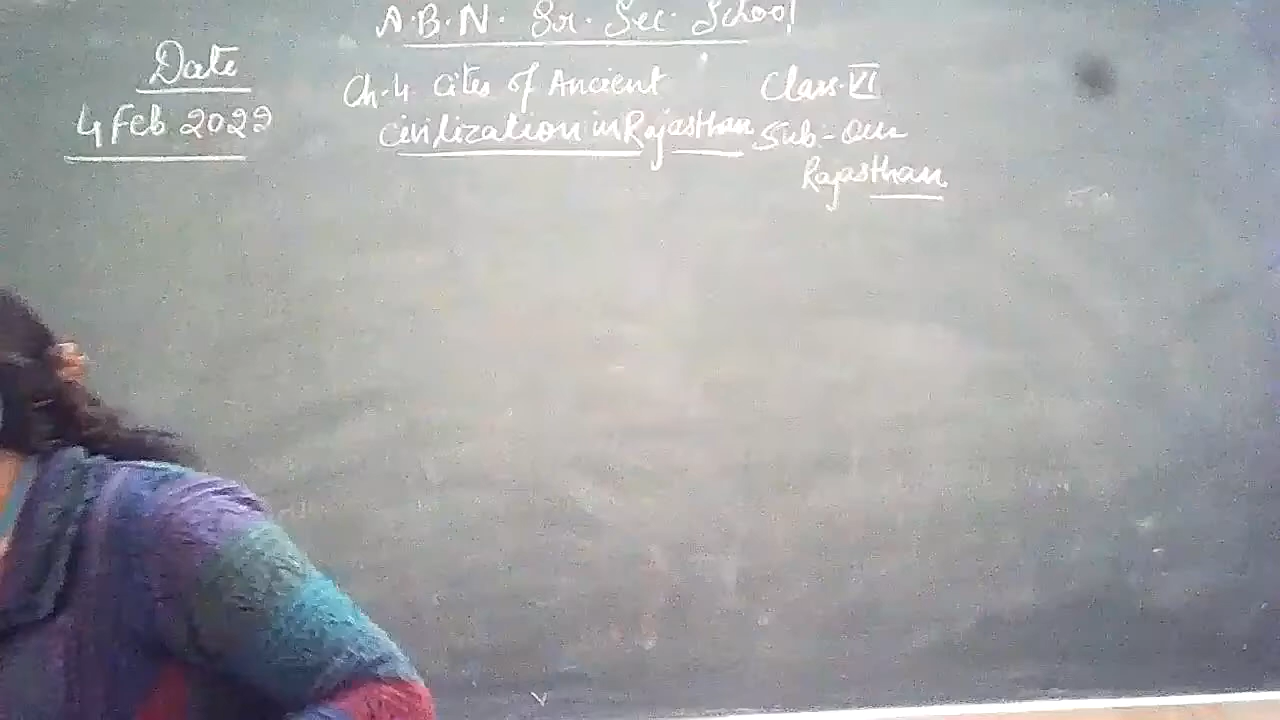 A.B.N. Sr. Sec. School
Date
4 Feb 2022
Ch.4 Cites of Ancient
Civilization in Rajasthan
Class-VI
Sub:- Our
Rajasthan